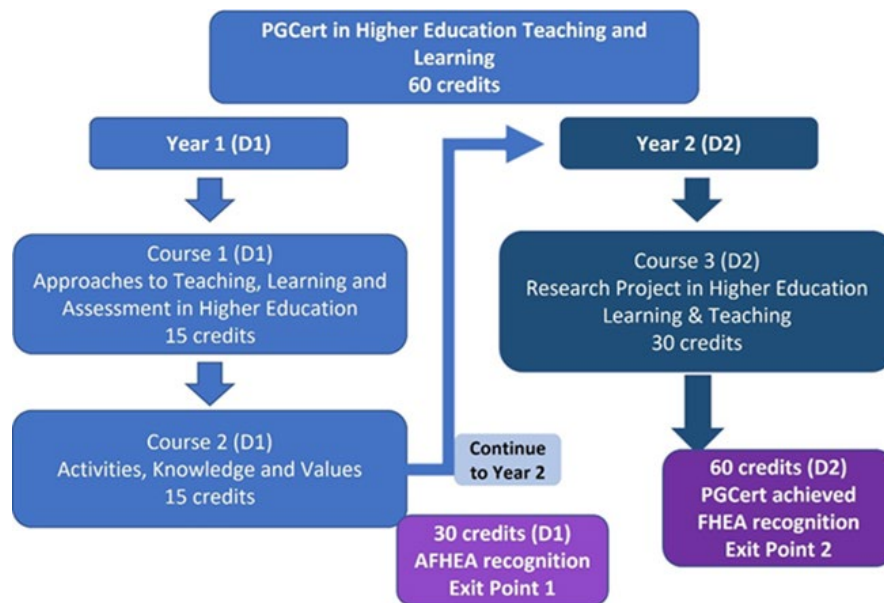 PGCert in Higher Education Teaching and
Learning
60 credits
Year 1 (D1)
Course 1 (D1)
Approaches to Teaching, Learning and
Assessment in Higher Education
15 credits
Course 2 (D1)
Activities, Knowledge and Values
15 credits
30 credits (D1)
AFHEA recognition
Exit Point 1
Continue
to Year 2
Year 2 (D2)
Course 3 (D2)
Research Project in Higher Education
Learning & Teaching
30 credits
60 credits (D2)
PGCert achieved
FHEA recognition
Exit Point 2